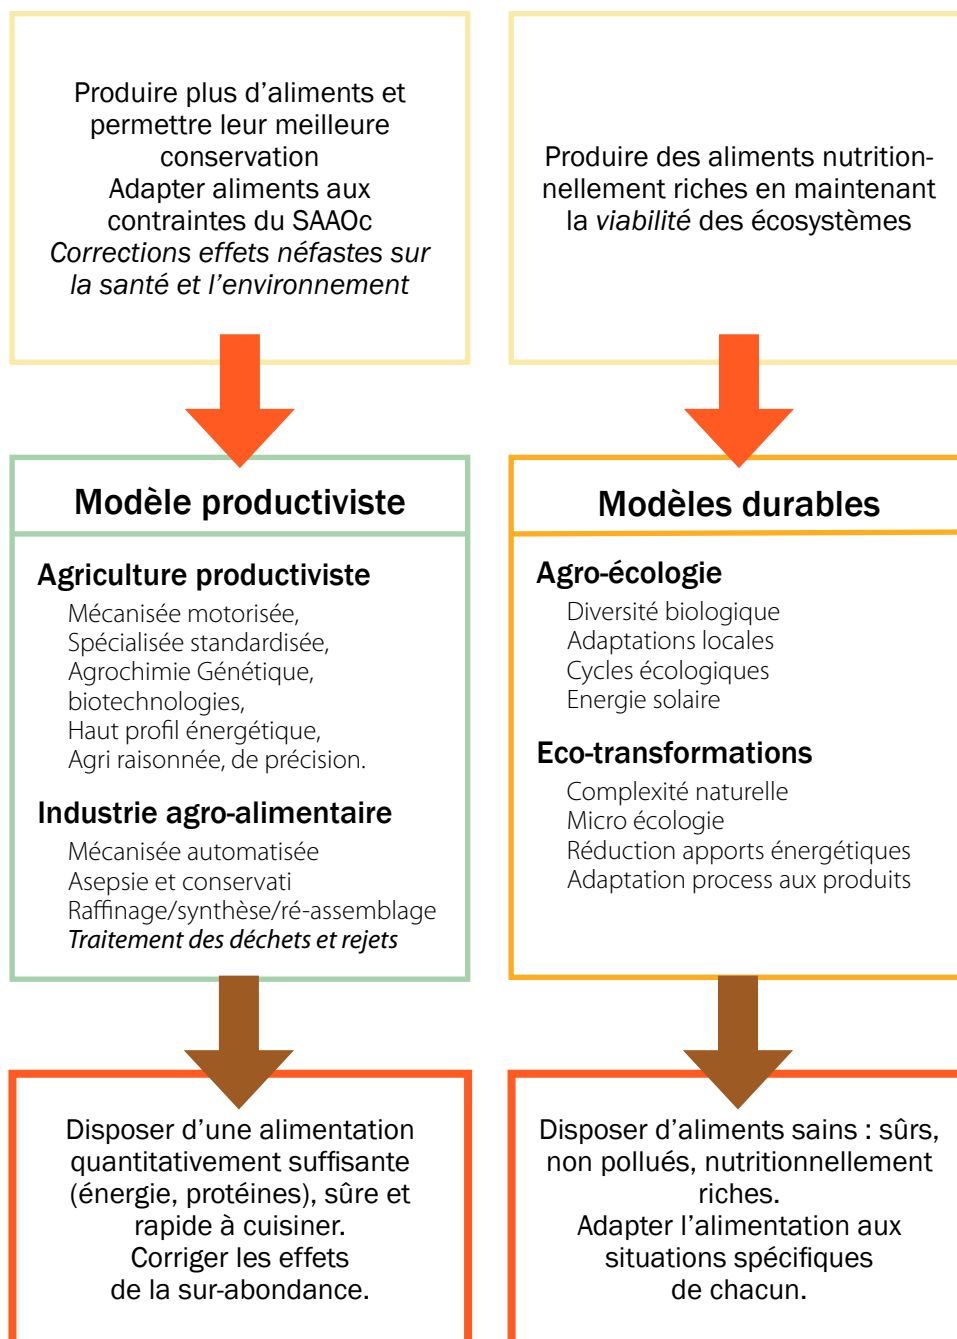 Produire plus d'aliments et
permettre leur meilleure
conservation
Adapter aliments aux
contraintes du SAAOc
Corrections effets néfastes sur
la santé et l'environnement
Produire des aliments nutrition-
nellement riches en maintenant
la viabilité des écosystèmes
Modèle productiviste
Agriculture productiviste
Mécanisée motorisée,
Spécialisée standardisée,
Agrochimie Génétique,
biotechnologies,
Haut profil énergétique,
Agri raisonnée, de précision.
Industrie agro-alimentaire
Mécanisée automatisée
Asepsie et conservati
Raffinage/synthèse/ré-assemblage
Traitement des déchets et rejets
Modèles durables
Agro-écologie
Diversité biologique
Adaptations locales
Cycles écologiques
Energie solaire
Eco-transformations
Complexité naturelle
Micro écologie
Réduction apports énergétiques
Adaptation process aux produits
Disposer d'une alimentation
quantitativement suffisante
(énergie, protéines), sûre et
rapide à cuisiner.
Corriger les effets
de la sur-abondance.
Disposer d'aliments sains : sûrs,
non pollués, nutritionnellement
riches.
Adapter l'alimentation aux
situations spécifiques
de chacun.